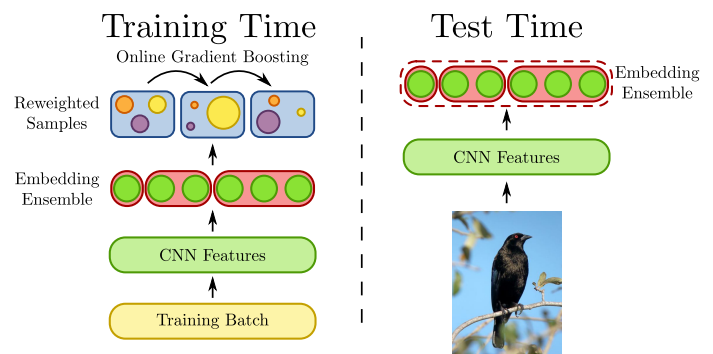 Training Time
Online Gradient Boosting
Reweighted
Samples
Embedding
Ensemble
CNN Features
Training Batch
Test Time
Embedding
Ensemble
CNN Features